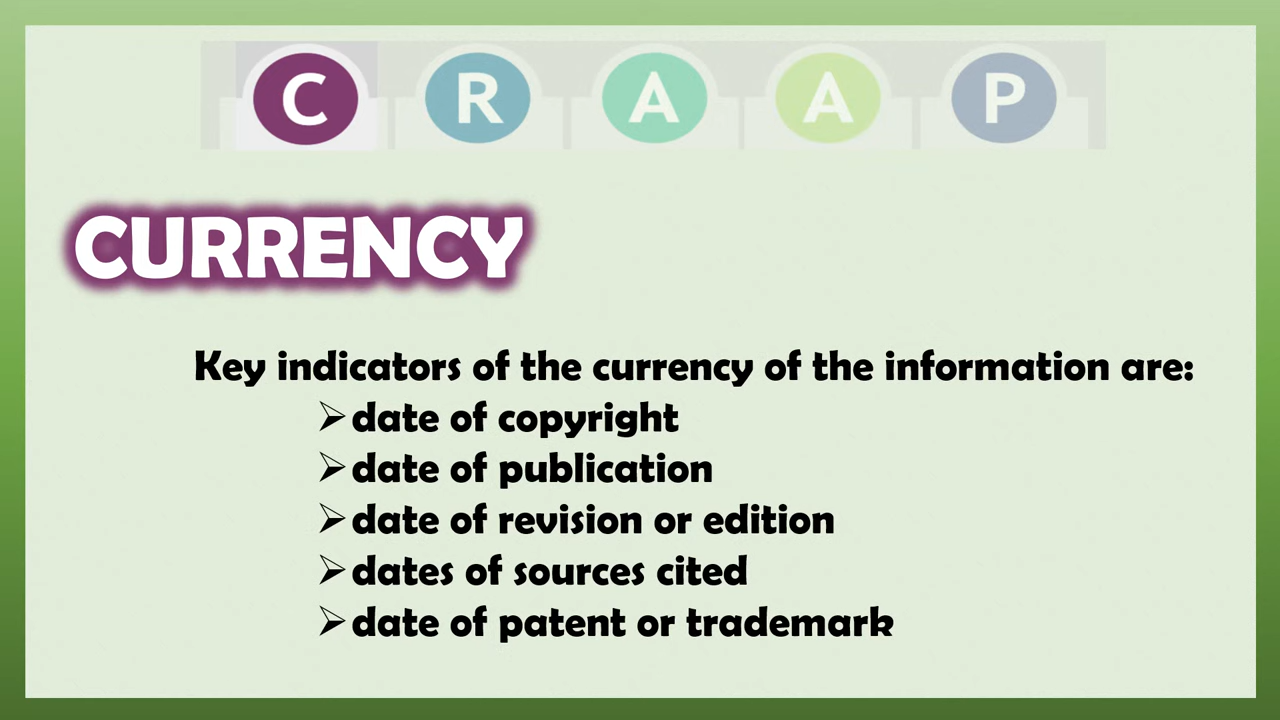 C R A A P
CURRENCY
Key indicators of the currency of the information are:
➢date of copyright
➢date of publication
➢date of revision or edition
➢dates of sources cited
➢date of patent or trademark